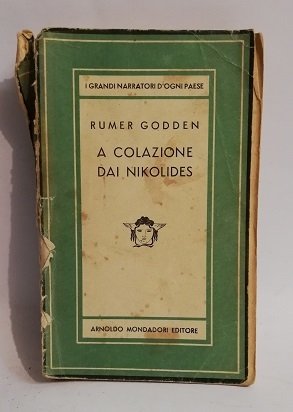 I GRANDI NARRATORI D'OGNI PAESE
RUMER GODDEN
A COLAZIONE
DAI NIKOLIDES
ARNOLDO MONDADORI EDITORE